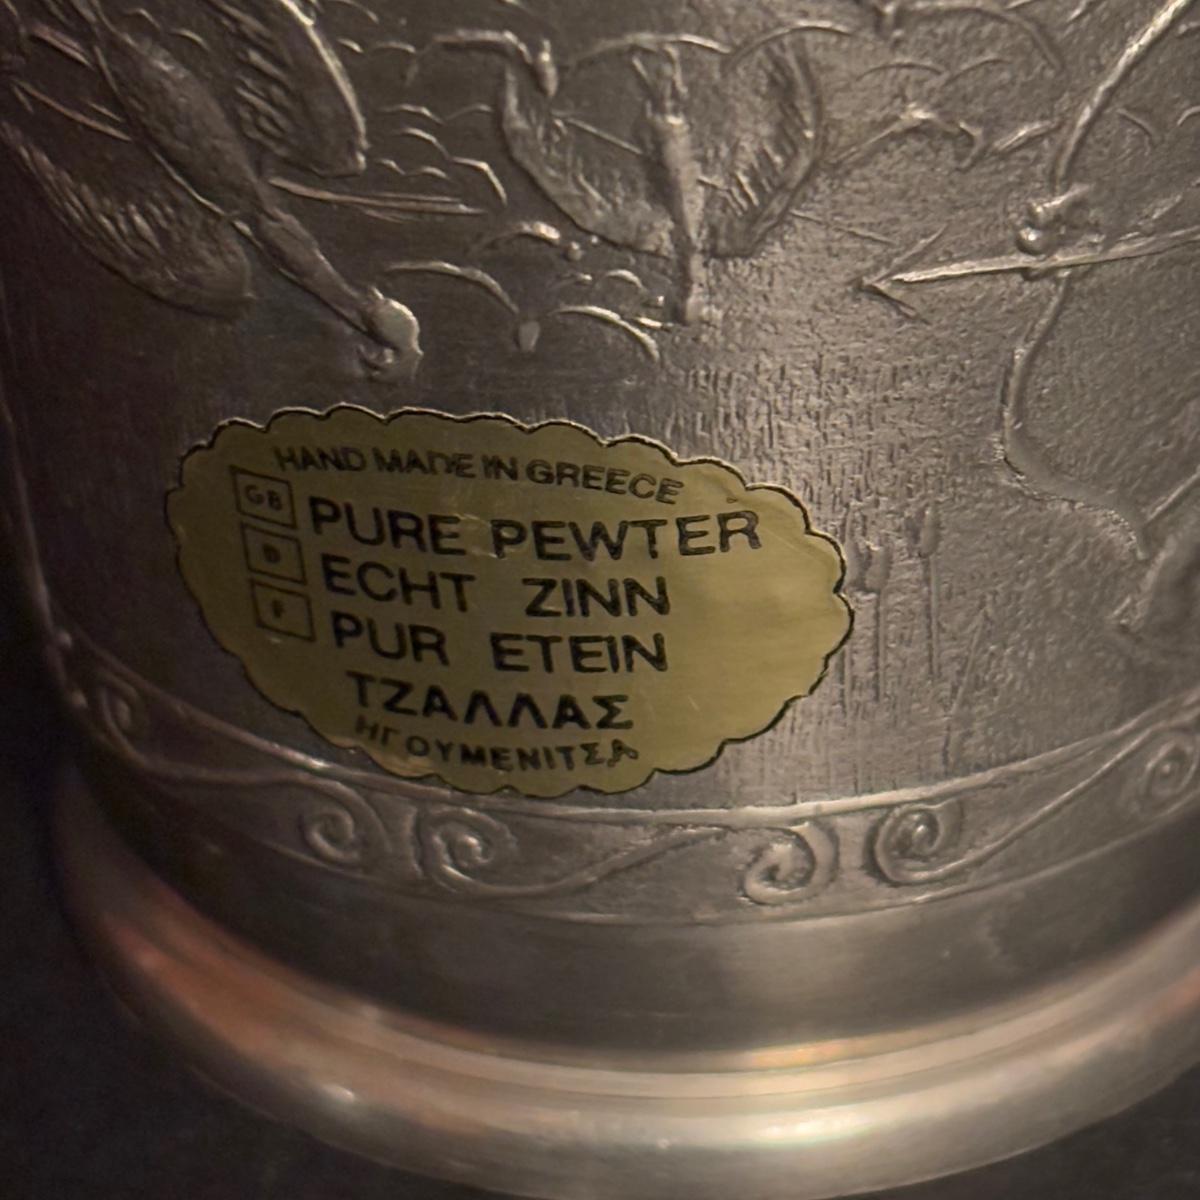 HAND MADE IN GREECE
GB PURE PEWTER
D ECHT ZINN
F PUR ETEIN
ΤΖΑΛΛΑΣ
ΗΓΟΥΜΕΝΙΤΣΑ